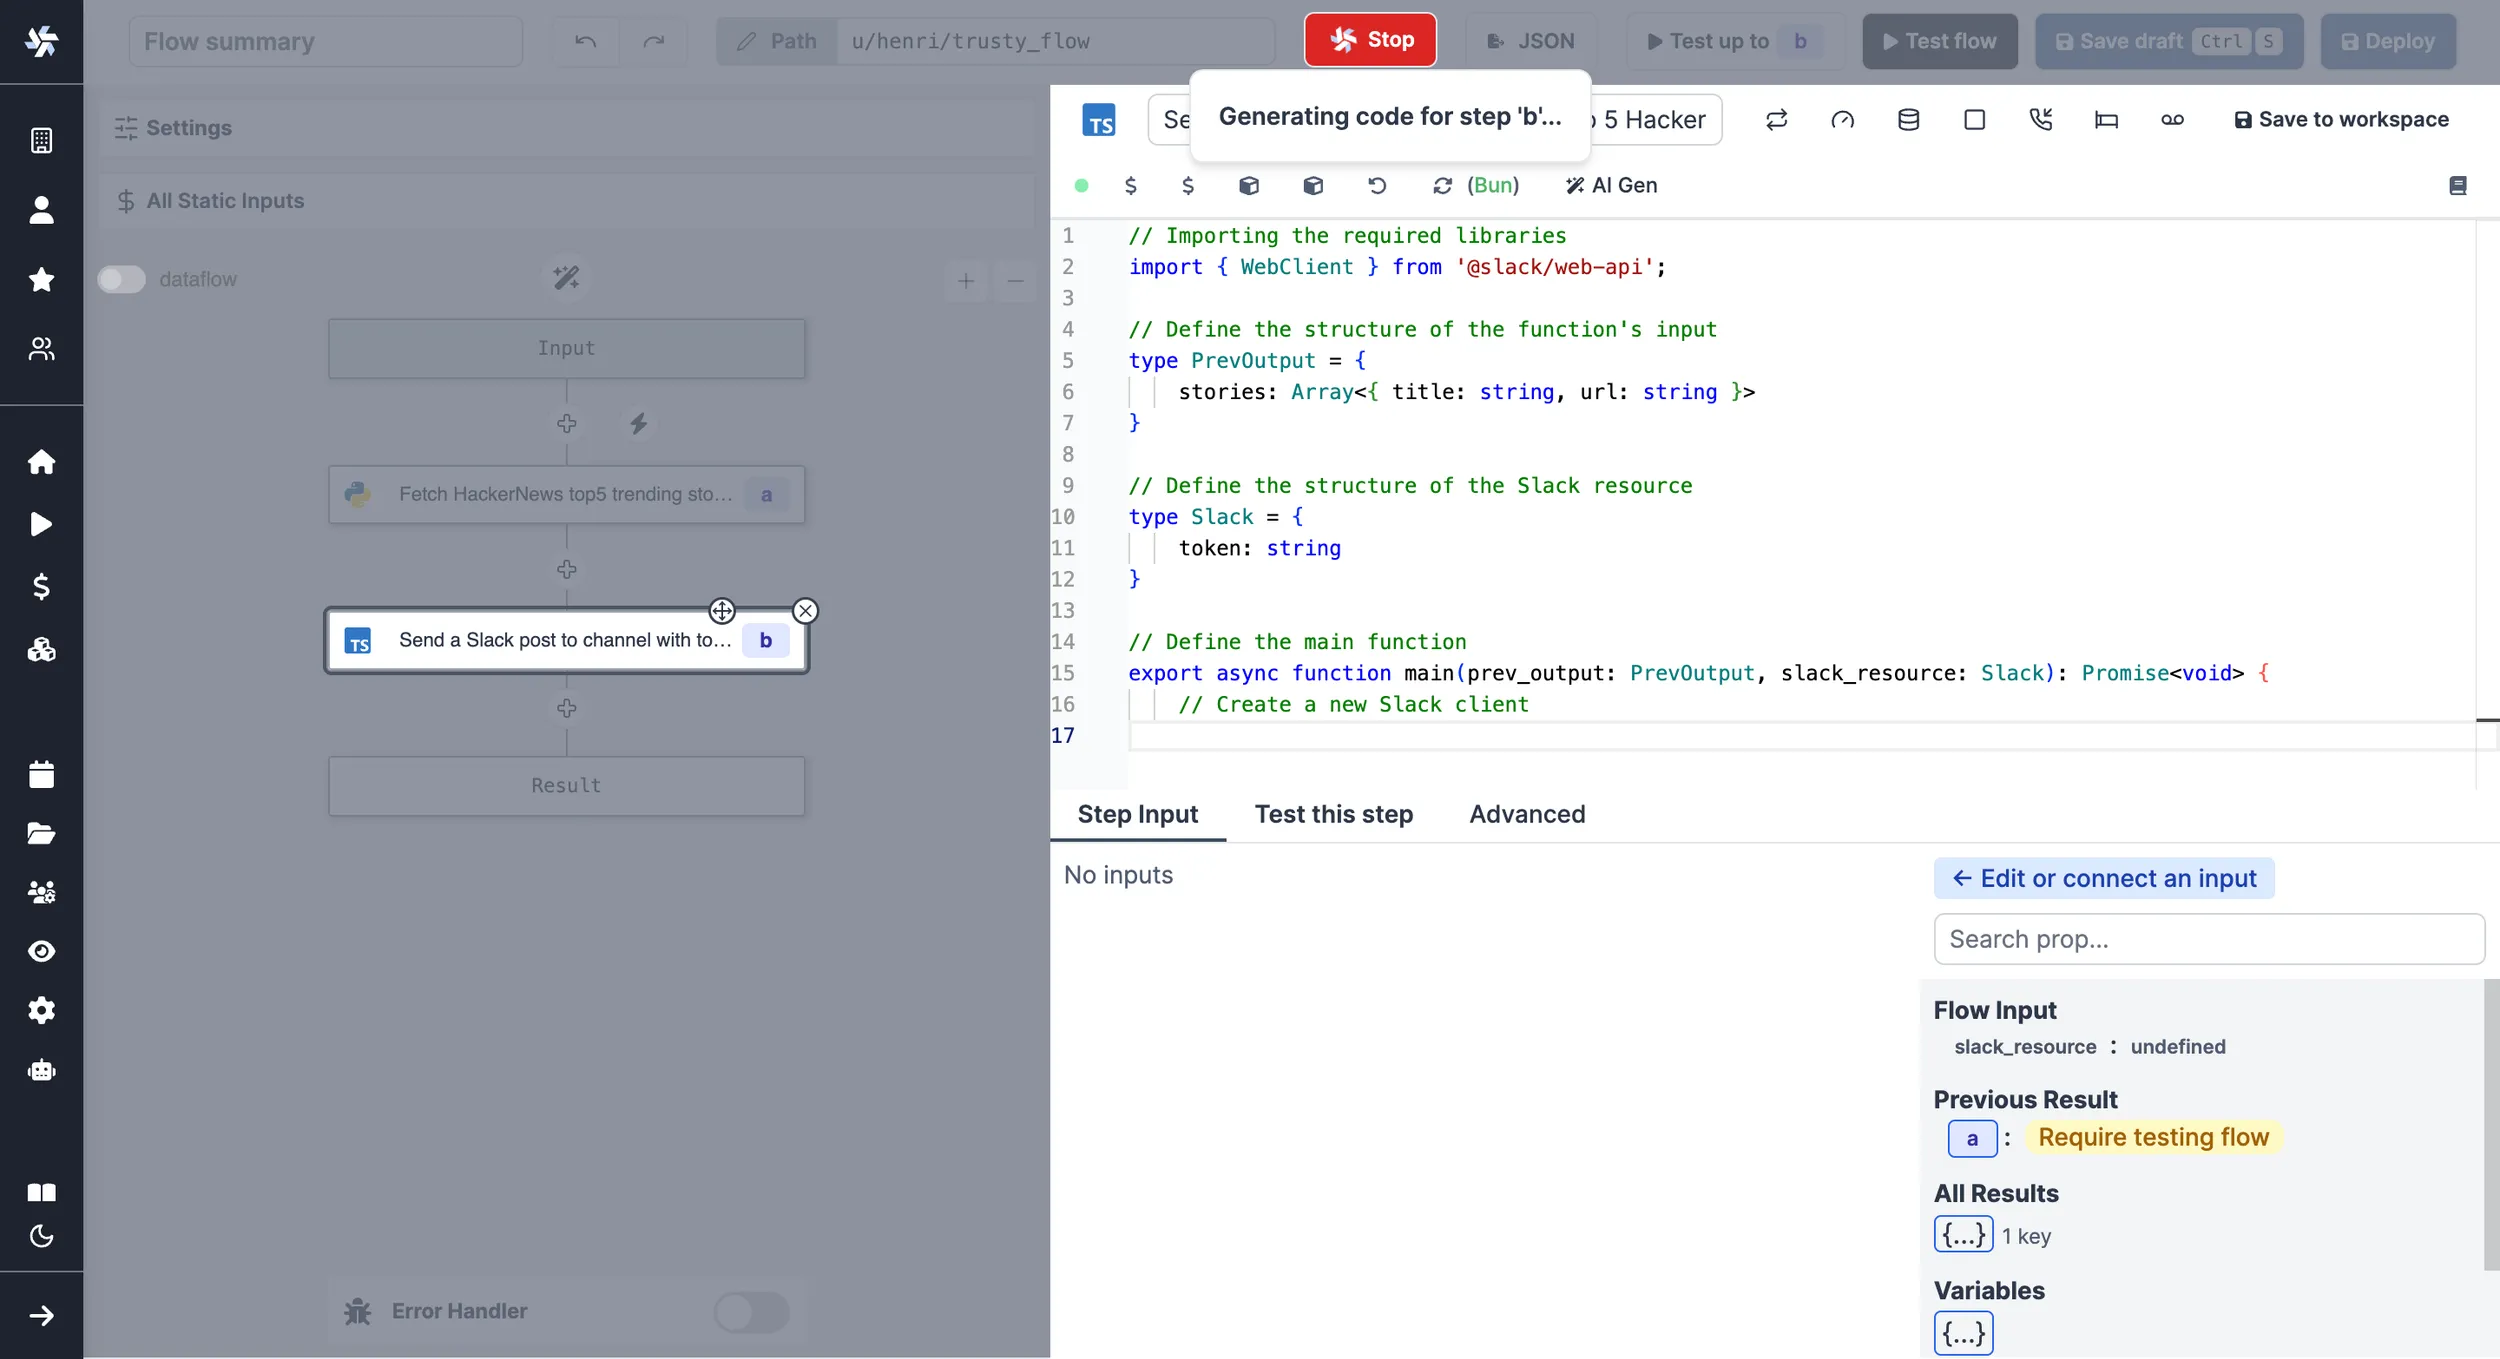 Flow summary
Path u/henri/trusty_flow
Stop
JSON
Test up to b
Test flow
Save draft Ctrl S
Deploy
Settings
All Static Inputs
dataflow
Input
Fetch HackerNews top5 trending sto... a
Send a Slack post to channel with to... b
Result
Error Handler
TS
Generating code for step 'b'...
5 Hacker
Save to workspace
$ $ (Bun) AI Gen
1 // Importing the required libraries
2 import { WebClient } from '@slack/web-api';
3
4 // Define the structure of the function's input
5 type PrevOutput = {
6 stories: Array<{ title: string, url: string }>
7 }
8
9 // Define the structure of the Slack resource
10 type Slack = {
11 token: string
12 }
13
14 // Define the main function
15 export async function main(prev_output: PrevOutput, slack_resource: Slack): Promise<void> {
16 // Create a new Slack client
17
Step Input Test this step Advanced
No inputs
← Edit or connect an input
Search prop...
Flow Input
slack_resource : undefined
Previous Result
a : Require testing flow
All Results
{...} 1 key
Variables
{...}